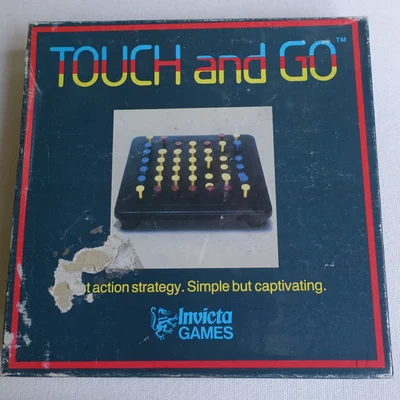 TOUCH and GO™
action strategy. Simple but captivating.
Invicta
GAMES